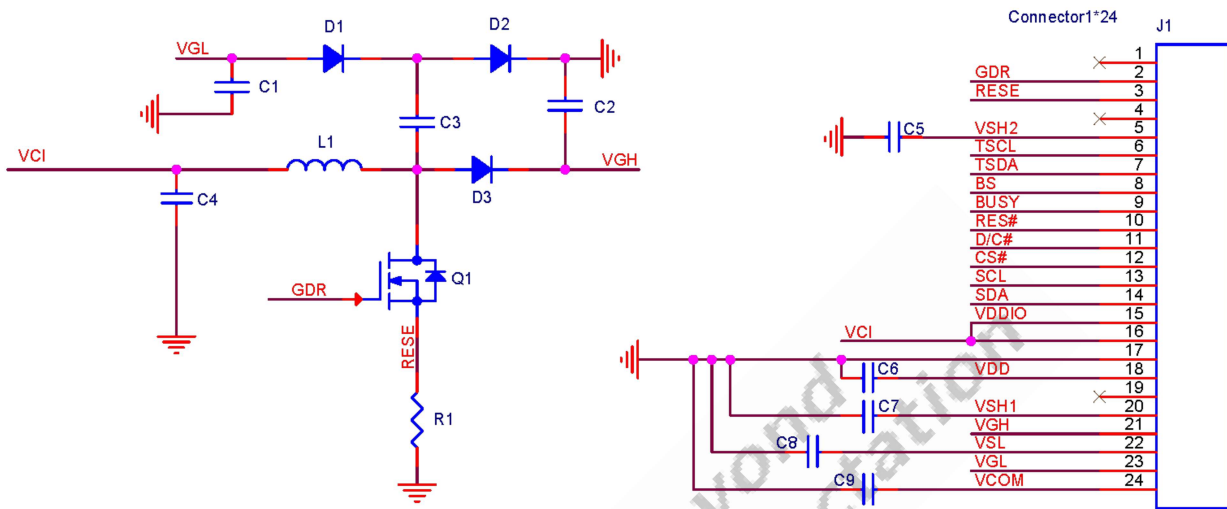 Connector1*24
J1
D1
D2
VGL
C1
C2
C3
L1
VCI
VGH
D3
C4
Q1
GDR
RESE
R1
1
GDR 2
RESE 3
4
C5 VSH2 5
TSCL 6
TSDA 7
BS 8
BUSY 9
RES# 10
D/C# 11
CS# 12
SCL 13
SDA 14
VDDIO 15
VCI 16
17
C6 VDD 18
19
C7 VSH1 20
VGH 21
C8 VSL 22
VGL 23
C9 VCOM 24